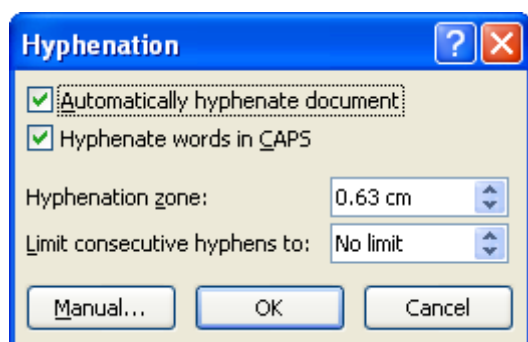 Hyphenation
Automatically hyphenate document
Hyphenate words in CAPS
Hyphenation zone: 0.63 cm
Limit consecutive hyphens to: No limit
Manual... OK Cancel